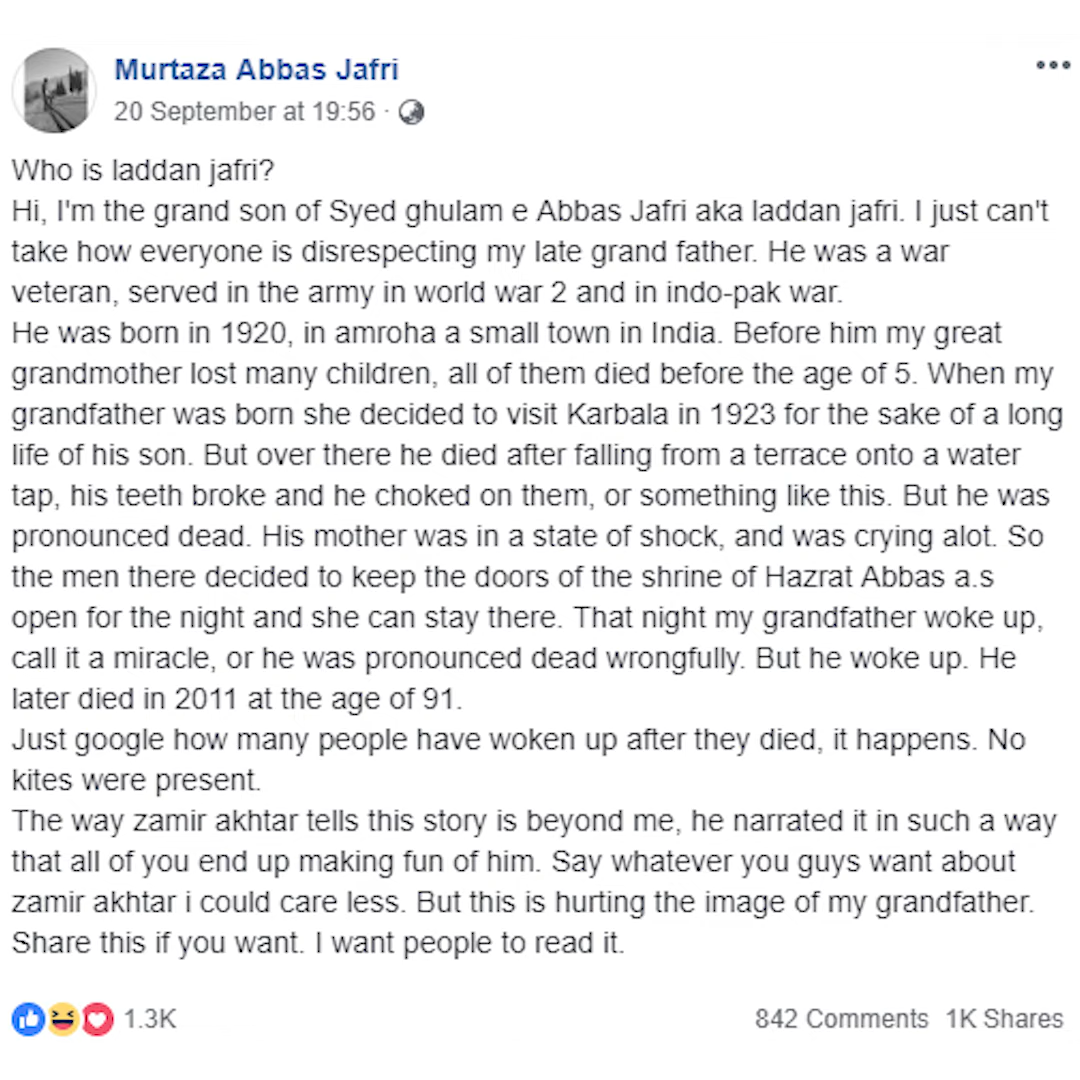 Murtaza Abbas Jafri
20 September at 19:56 ·
Who is laddan jafri?
Hi, I'm the grand son of Syed ghulam e Abbas Jafri aka laddan jafri. I just can't
take how everyone is disrespecting my late grand father. He was a war
veteran, served in the army in world war 2 and in indo-pak war.
He was born in 1920, in amroha a small town in India. Before him my great
grandmother lost many children, all of them died before the age of 5. When my
grandfather was born she decided to visit Karbala in 1923 for the sake of a long
life of his son. But over there he died after falling from a terrace onto a water
tap, his teeth broke and he choked on them, or something like this. But he was
pronounced dead. His mother was in a state of shock, and was crying alot. So
the men there decided to keep the doors of the shrine of Hazrat Abbas a.s
open for the night and she can stay there. That night my grandfather woke up,
call it a miracle, or he was pronounced dead wrongfully. But he woke up. He
later died in 2011 at the age of 91.
Just google how many people have woken up after they died, it happens. No
kites were present.
The way zamir akhtar tells this story is beyond me, he narrated it in such a way
that all of you end up making fun of him. Say whatever you guys want about
zamir akhtar i could care less. But this is hurting the image of my grandfather.
Share this if you want. I want people to read it.
1.3K 842 Comments 1K Shares